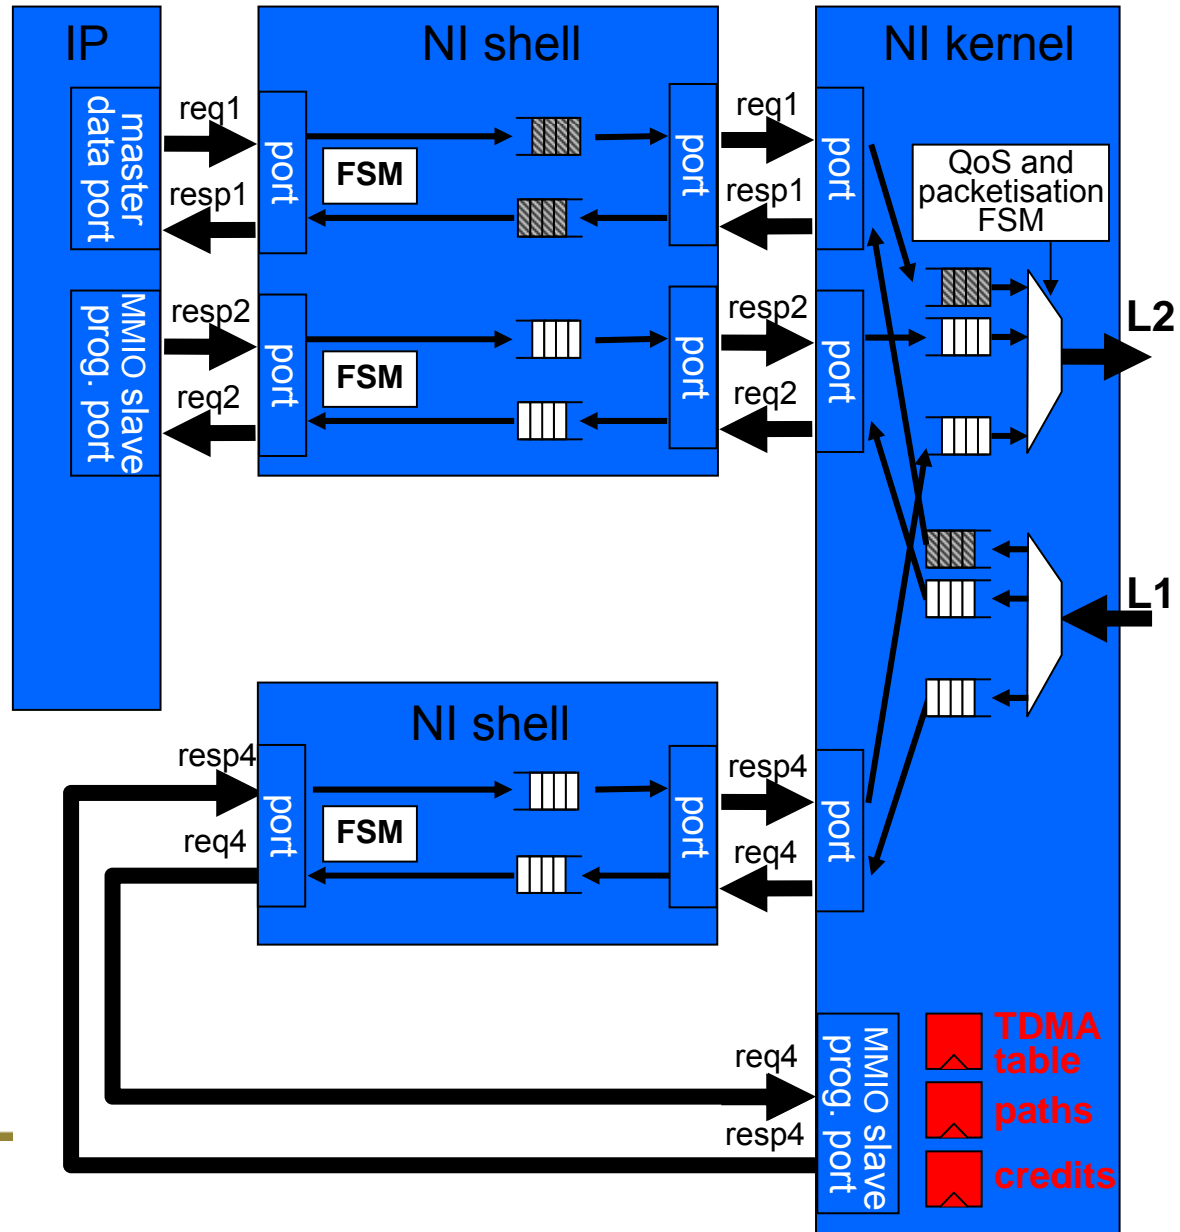 IP
NI shell
NI kernel
master
data port
req1
resp1
port
FSM
port
req1
resp1
port
QoS and
packetisation
FSM
MMIO slave
prog. port
resp2
req2
port
FSM
port
resp2
req2
port
L2
L1
NI shell
resp4
req4
port
FSM
port
resp4
req4
port
req4
resp4
MMIO slave
prog. port
TDMA
table
paths
credits